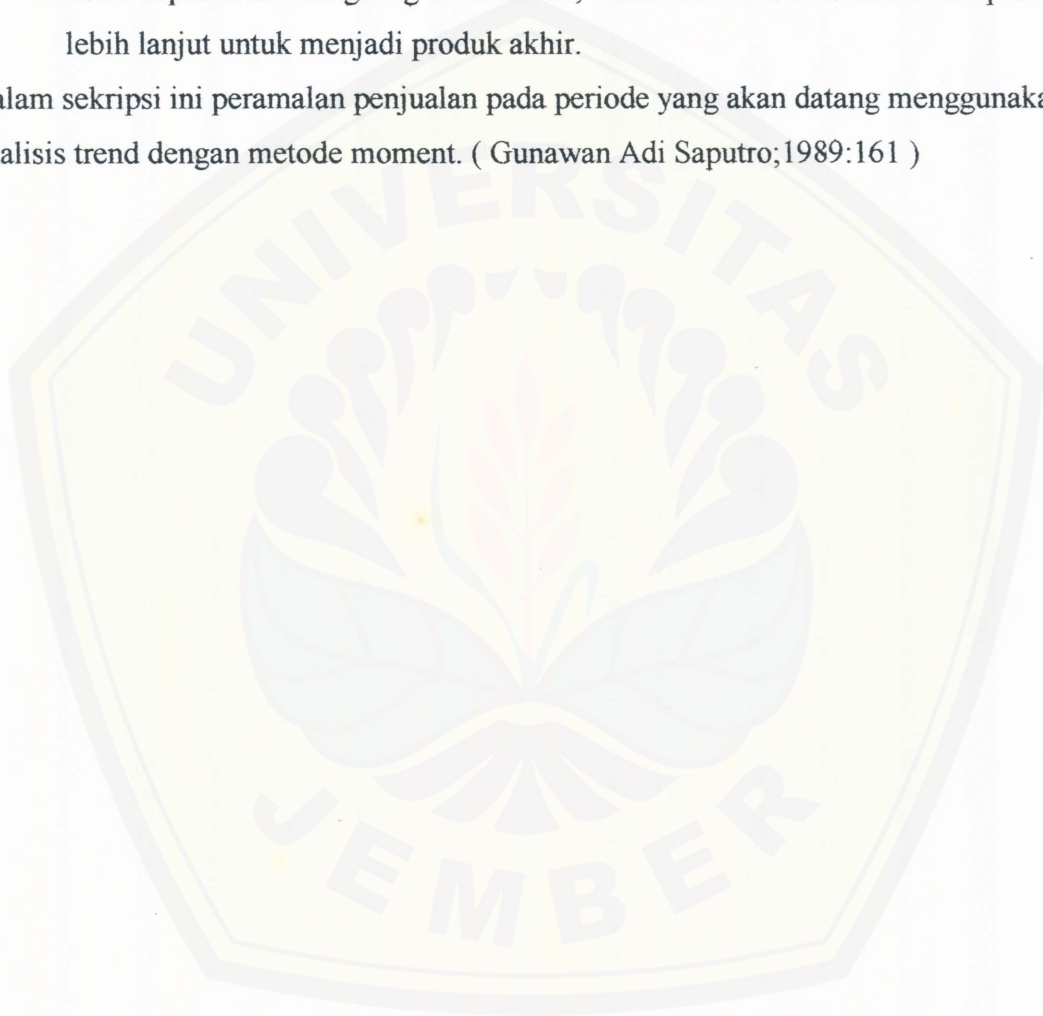 lebih lanjut untuk menjadi produk akhir.
alam sekripsi ini peramalan penjualan pada periode yang akan datang menggunaka
alisis trend dengan metode moment. ( Gunawan Adi Saputro;1989:161 )
UNIVERSITAS
JEMBER